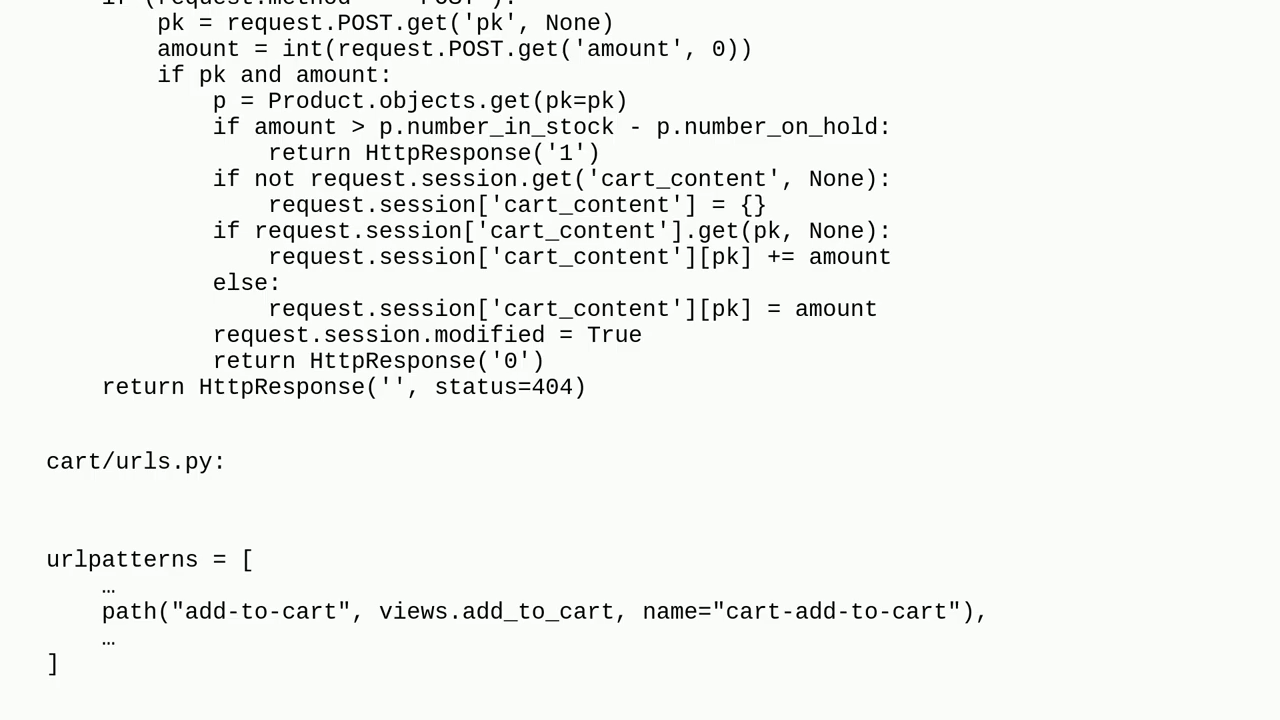 if (request.method == 'POST'):
pk = request.POST.get('pk', None)
amount = int(request.POST.get('amount', 0))
if pk and amount:
p = Product.objects.get(pk=pk)
if amount > p.number_in_stock - p.number_on_hold:
return HttpResponse('1')
if not request.session.get('cart_content', None):
request.session['cart_content'] = {}
if request.session['cart_content'].get(pk, None):
request.session['cart_content'][pk] += amount
else:
request.session['cart_content'][pk] = amount
request.session.modified = True
return HttpResponse('0')
return HttpResponse('', status=404)
cart/urls.py:
urlpatterns = [
…
path("add-to-cart", views.add_to_cart, name="cart-add-to-cart"),
…
]